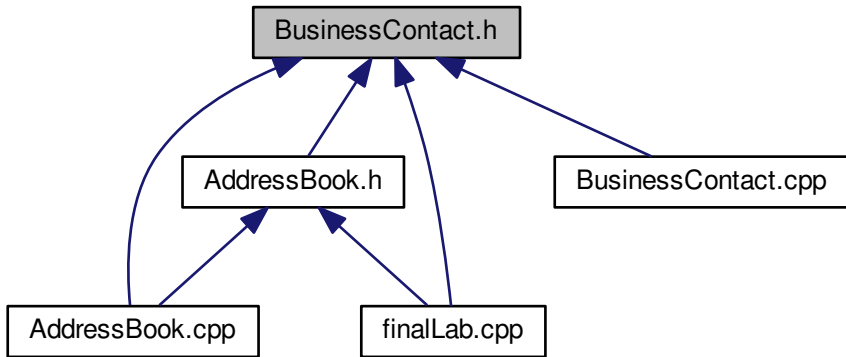 BusinessContact.h
AddressBook.h
BusinessContact.cpp
AddressBook.cpp
finalLab.cpp